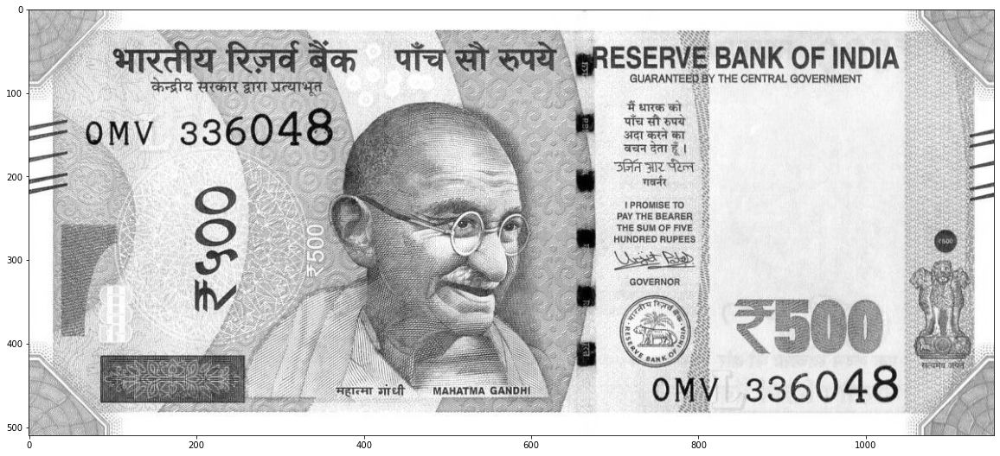 0
200
400
600
800
1000
0
100
200
300
400
500
भारतीय रिज़र्व बैंक
केन्द्रीय सरकार द्वारा प्रत्याभूत
पाँच सौ रुपये
RESERVE BANK OF INDIA
GUARANTEED BY THE CENTRAL GOVERNMENT
0MV 336048
₹५००
₹500
मैं धारक को
पाँच सौ रुपये
अदा करने का
वचन देता हूँ ।
उर्जित आर पटेल
गवर्नर
I PROMISE TO
PAY THE BEARER
THE SUM OF FIVE
HUNDRED RUPEES
Urjit Patel
GOVERNOR
भारतीय रिज़र्व बैंक
RESERVE BANK OF INDIA
₹500
₹500
सत्यमेव जयते
महात्मा गांधी
MAHATMA GANDHI
0MV 336048